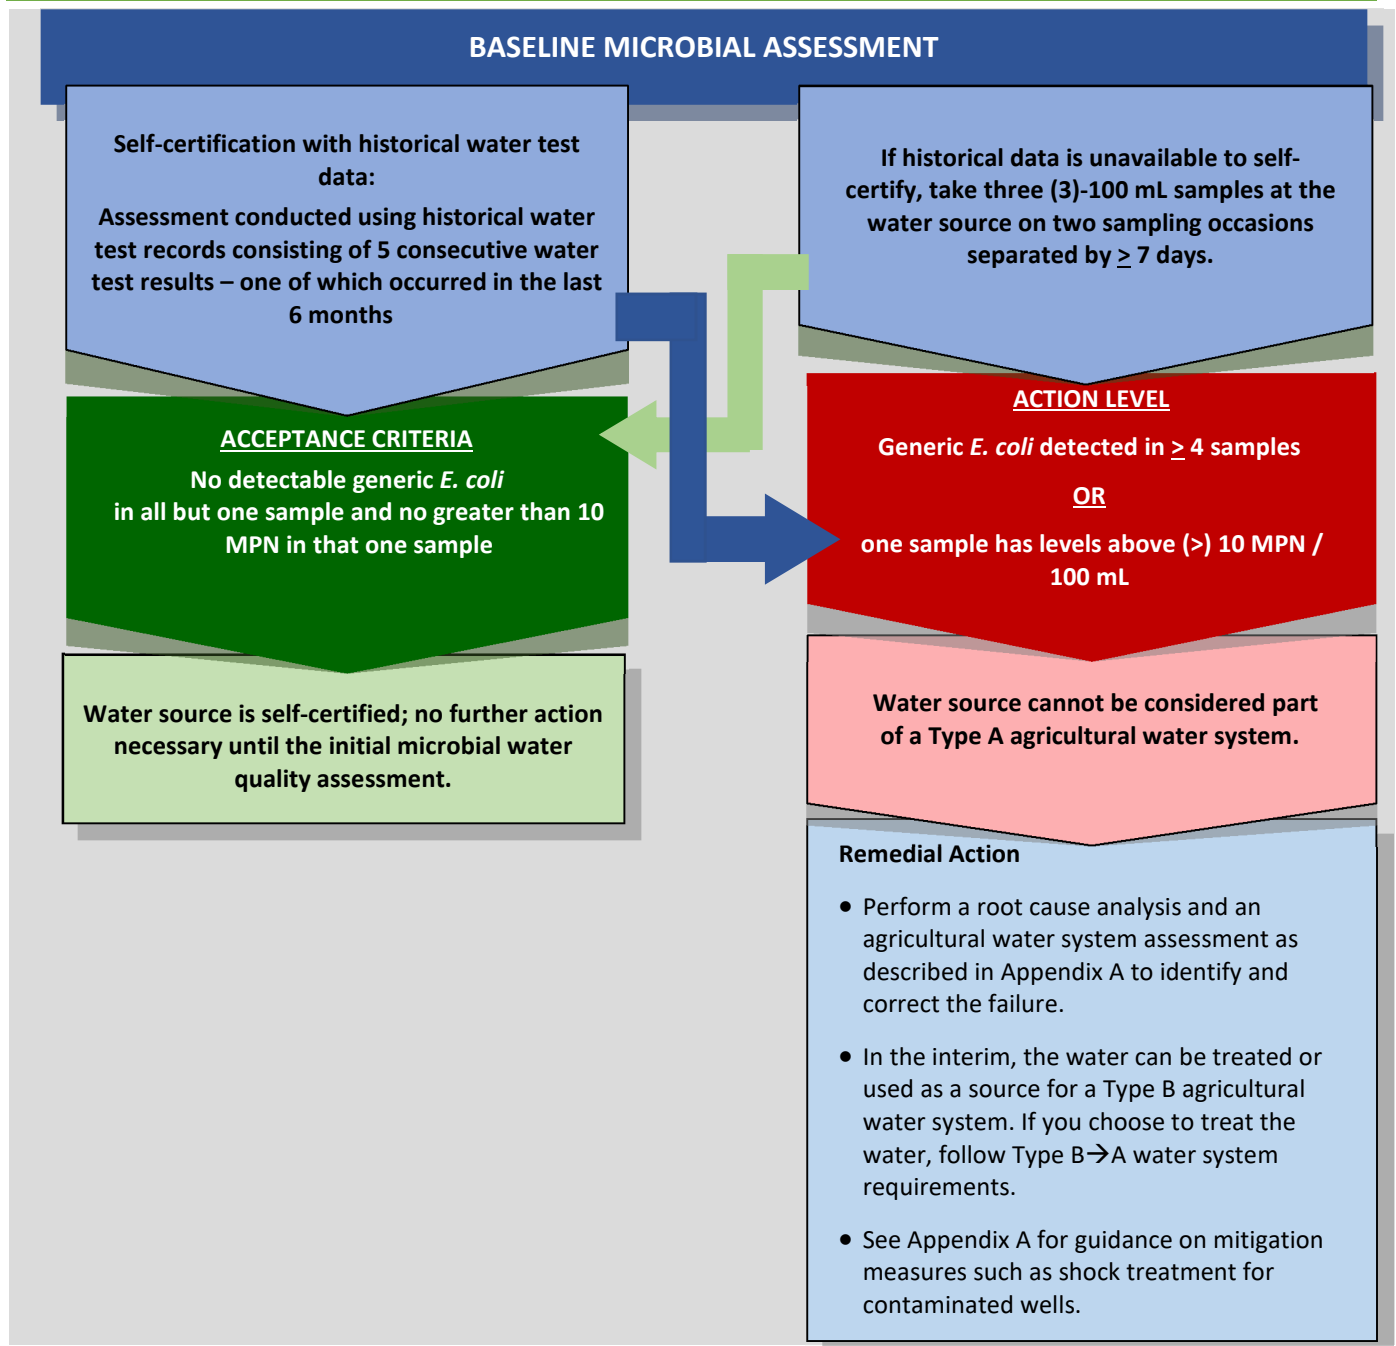 BASELINE MICROBIAL ASSESSMENT
Self-certification with historical water test
data:
Assessment conducted using historical water
test records consisting of 5 consecutive water
test results – one of which occurred in the last
6 months
If historical data is unavailable to self-
certify, take three (3)-100 mL samples at the
water source on two sampling occasions
separated by ≥ 7 days.
ACCEPTANCE CRITERIA
No detectable generic E. coli
in all but one sample and no greater than 10
MPN in that one sample
ACTION LEVEL
Generic E. coli detected in ≥ 4 samples
OR
one sample has levels above (>) 10 MPN /
100 mL
Water source is self-certified; no further action
necessary until the initial microbial water
quality assessment.
Water source cannot be considered part
of a Type A agricultural water system.
Remedial Action
• Perform a root cause analysis and an
agricultural water system assessment as
described in Appendix A to identify and
correct the failure.
• In the interim, the water can be treated or
used as a source for a Type B agricultural
water system. If you choose to treat the
water, follow Type B→A water system
requirements.
• See Appendix A for guidance on mitigation
measures such as shock treatment for
contaminated wells.